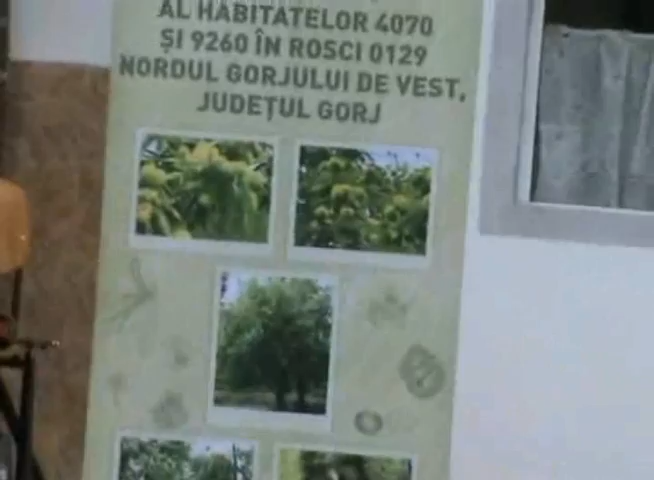 AL HABITATELOR 4070
ȘI 9260 ÎN ROSCI 0129
NORDUL GORJULUI DE VEST,
JUDEȚUL GORJ